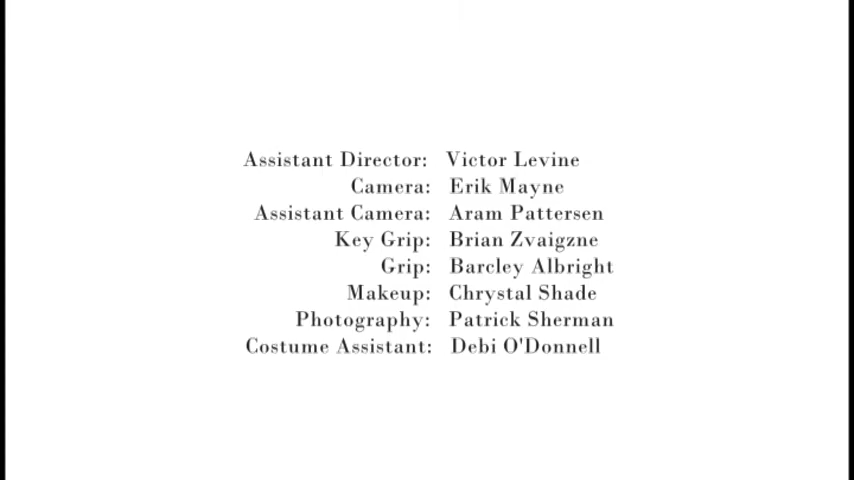 Assistant Director: Victor Levine
Camera: Erik Mayne
Assistant Camera: Aram Pattersen
Key Grip: Brian Zvaigzne
Grip: Barcley Albright
Makeup: Chrystal Shade
Photography: Patrick Sherman
Costume Assistant: Debi O'Donnell